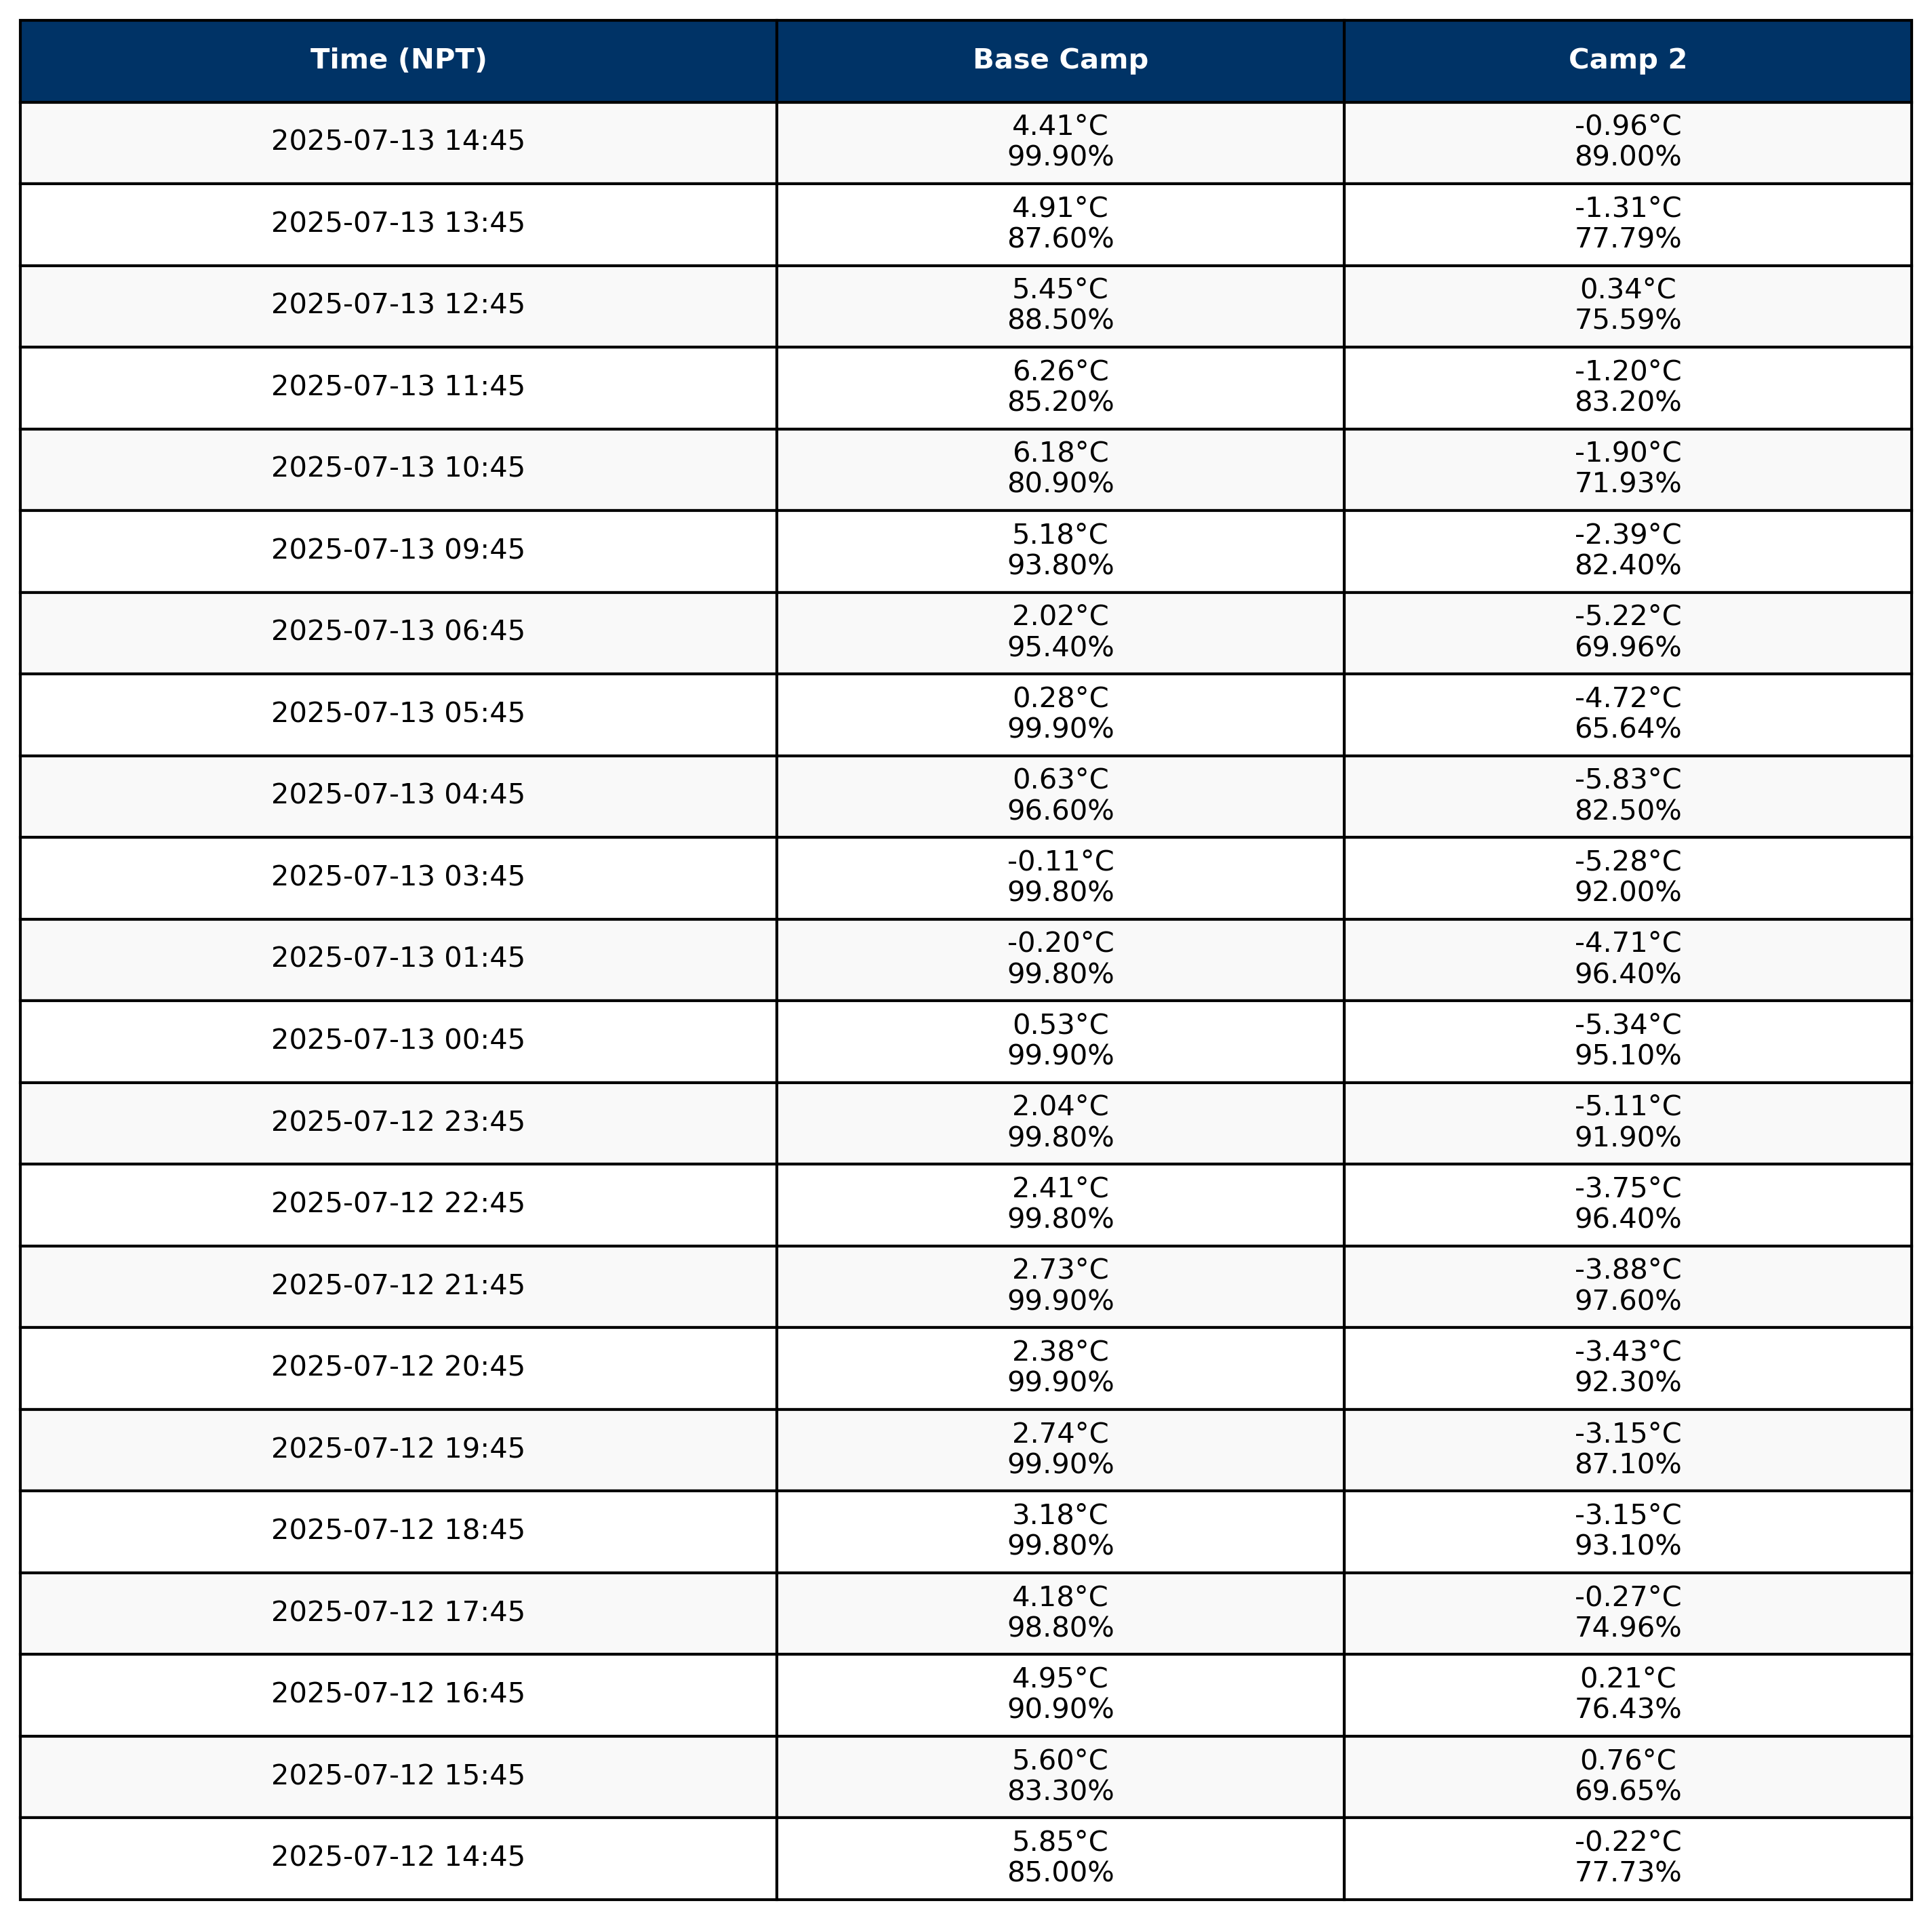 Time (NPT) Base Camp Camp 2
2025-07-13 14:45 4.41°C -0.96°C
99.90% 89.00%
2025-07-13 13:45 4.91°C -1.31°C
87.60% 77.79%
2025-07-13 12:45 5.45°C 0.34°C
88.50% 75.59%
2025-07-13 11:45 6.26°C -1.20°C
85.20% 83.20%
2025-07-13 10:45 6.18°C -1.90°C
80.90% 71.93%
2025-07-13 09:45 5.18°C -2.39°C
93.80% 82.40%
2025-07-13 06:45 2.02°C -5.22°C
95.40% 69.96%
2025-07-13 05:45 0.28°C -4.72°C
99.90% 65.64%
2025-07-13 04:45 0.63°C -5.83°C
96.60% 82.50%
2025-07-13 03:45 -0.11°C -5.28°C
99.80% 92.00%
2025-07-13 01:45 -0.20°C -4.71°C
99.80% 96.40%
2025-07-13 00:45 0.53°C -5.34°C
99.90% 95.10%
2025-07-12 23:45 2.04°C -5.11°C
99.80% 91.90%
2025-07-12 22:45 2.41°C -3.75°C
99.80% 96.40%
2025-07-12 21:45 2.73°C -3.88°C
99.90% 97.60%
2025-07-12 20:45 2.38°C -3.43°C
99.90% 92.30%
2025-07-12 19:45 2.74°C -3.15°C
99.90% 87.10%
2025-07-12 18:45 3.18°C -3.15°C
99.80% 93.10%
2025-07-12 17:45 4.18°C -0.27°C
98.80% 74.96%
2025-07-12 16:45 4.95°C 0.21°C
90.90% 76.43%
2025-07-12 15:45 5.60°C 0.76°C
83.30% 69.65%
2025-07-12 14:45 5.85°C -0.22°C
85.00% 77.73%